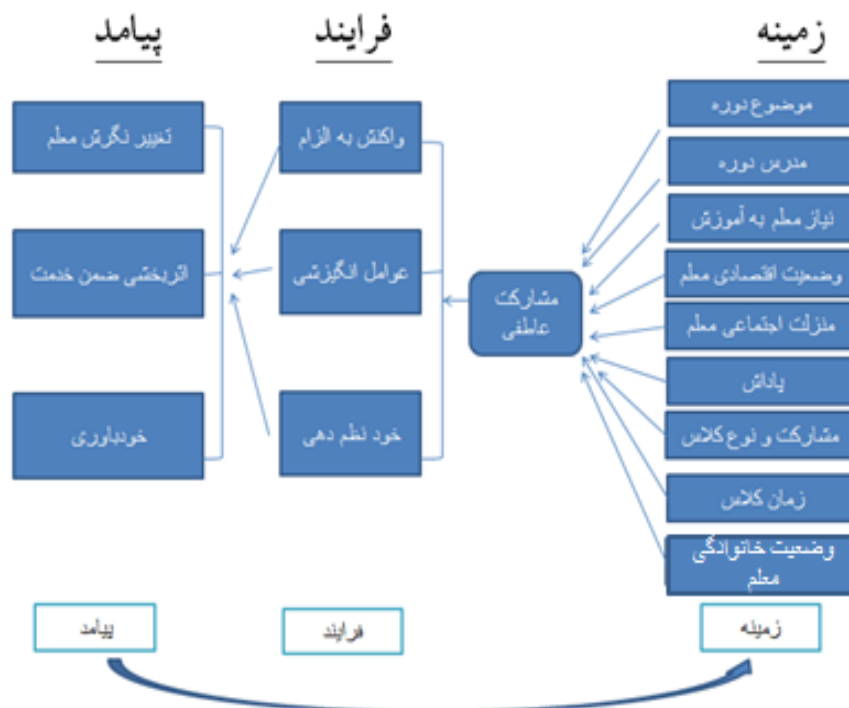 زمینه
فرایند
پیامد
موضوع دوره
مدرس دوره
نیاز معلم به آموزش
وضعیت اقتصادی معلم
منزلت اجتماعی معلم
پاداش
مشارکت و نوع کلاس
زمان کلاس
وضعیت خانوادگی
معلم
مشارکت
عاطفی
واکنش به الزام
عوامل انگیزشی
خود نظم دهی
تغییر نگرش معلم
اثربخشی ضمن خدمت
خودباوری
زمینه
فرایند
پیامد